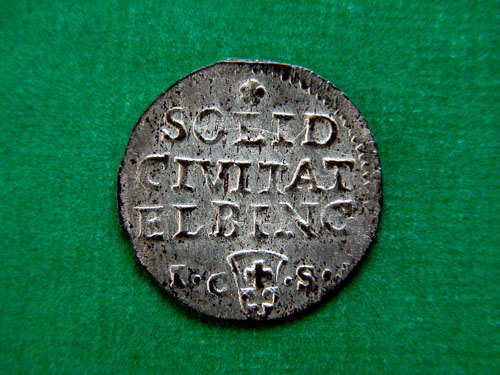 SOLID
CIVITAT
ELBING
I·C·S·